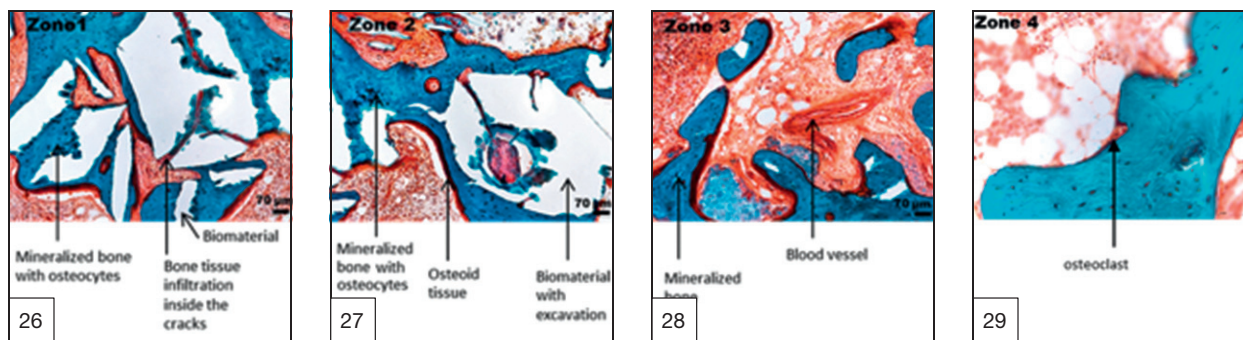 Zone1
70 µm
Biomaterial
Mineralized bone
with osteocytes
Bone tissue
infiltration
inside the
cracks
26
Zone 2
70 µm
Mineralized
bone with
osteocytes
Osteoid
tissue
Biomaterial
with
excavation
27
Zone 3
70 µm
Blood vessel
Mineralized
bone
28
Zone 4
osteoclast
29